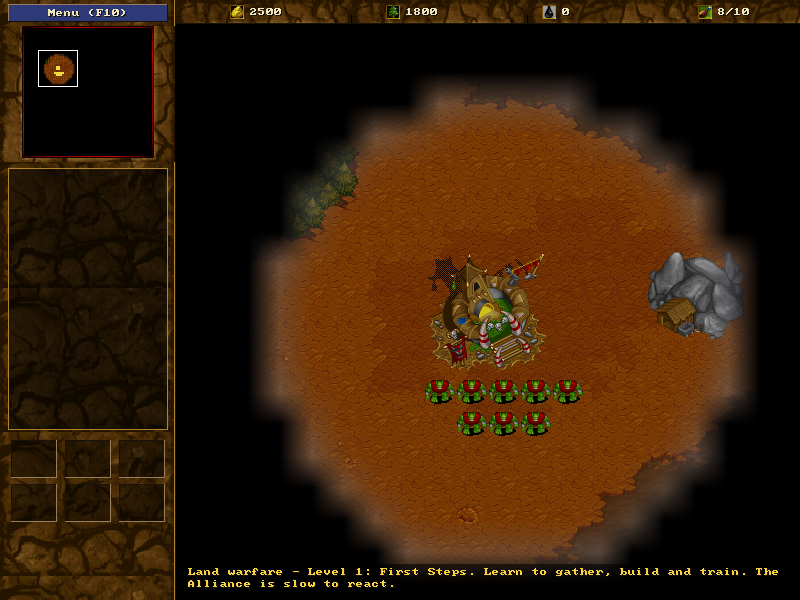 Menu (F10)
2500
1800
0
8/10
Land warfare - Level 1: First Steps. Learn to gather, build and train. The
Alliance is slow to react.